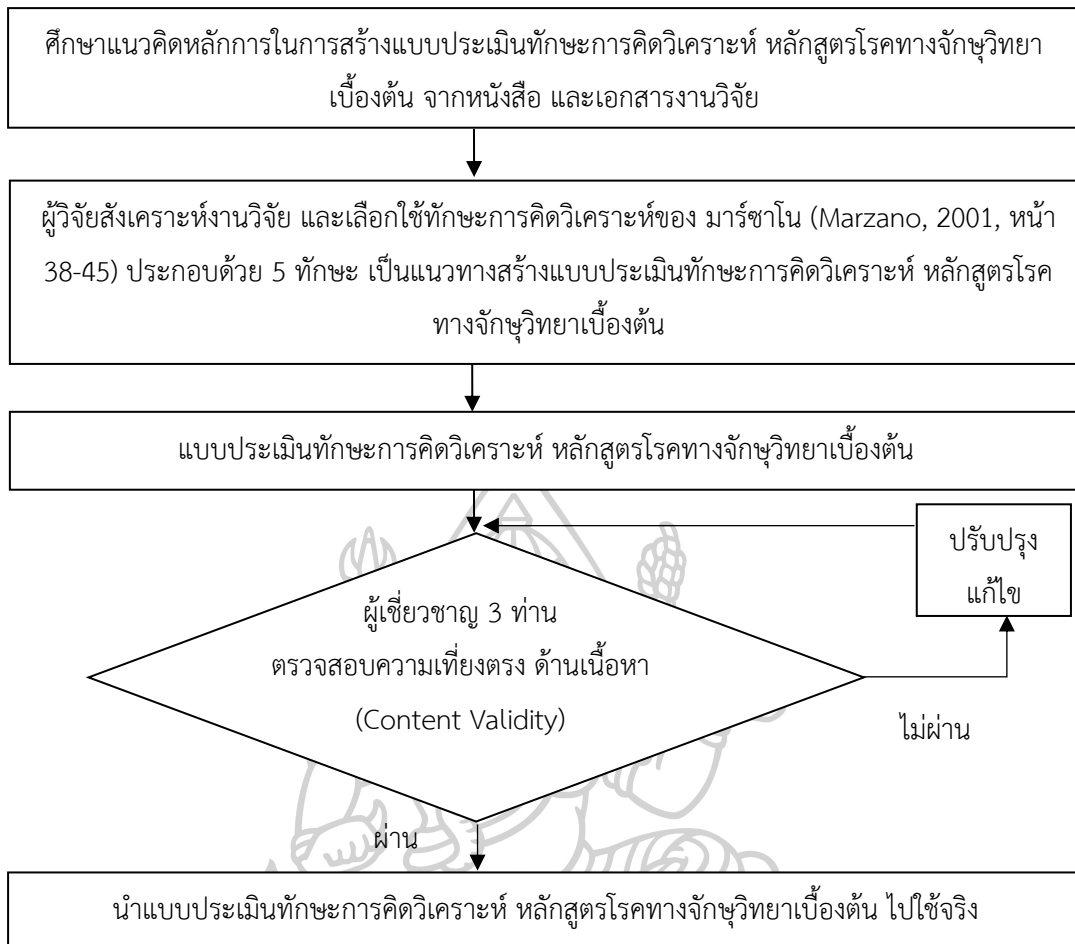 ศึกษาแนวคิดหลักการในการสร้างแบบประเมินทักษะการคิดวิเคราะห์ หลักสูตรโรคทางจักษุวิทยา
เบื้องต้น จากหนังสือ และเอกสารงานวิจัย
ผู้วิจัยสังเคราะห์งานวิจัย และเลือกใช้ทักษะการคิดวิเคราะห์ของ มาร์ซาโน (Marzano, 2001, หน้า
38-45) ประกอบด้วย 5 ทักษะ เป็นแนวทางสร้างแบบประเมินทักษะการคิดวิเคราะห์ หลักสูตรโรค
ทางจักษุวิทยาเบื้องต้น
แบบประเมินทักษะการคิดวิเคราะห์ หลักสูตรโรคทางจักษุวิทยาเบื้องต้น
ปรับปรุง
แก้ไข
ผู้เชี่ยวชาญ 3 ท่าน
ตรวจสอบความเที่ยงตรง ด้านเนื้อหา
(Content Validity)
ไม่ผ่าน
ผ่าน
นำแบบประเมินทักษะการคิดวิเคราะห์ หลักสูตรโรคทางจักษุวิทยาเบื้องต้น ไปใช้จริง